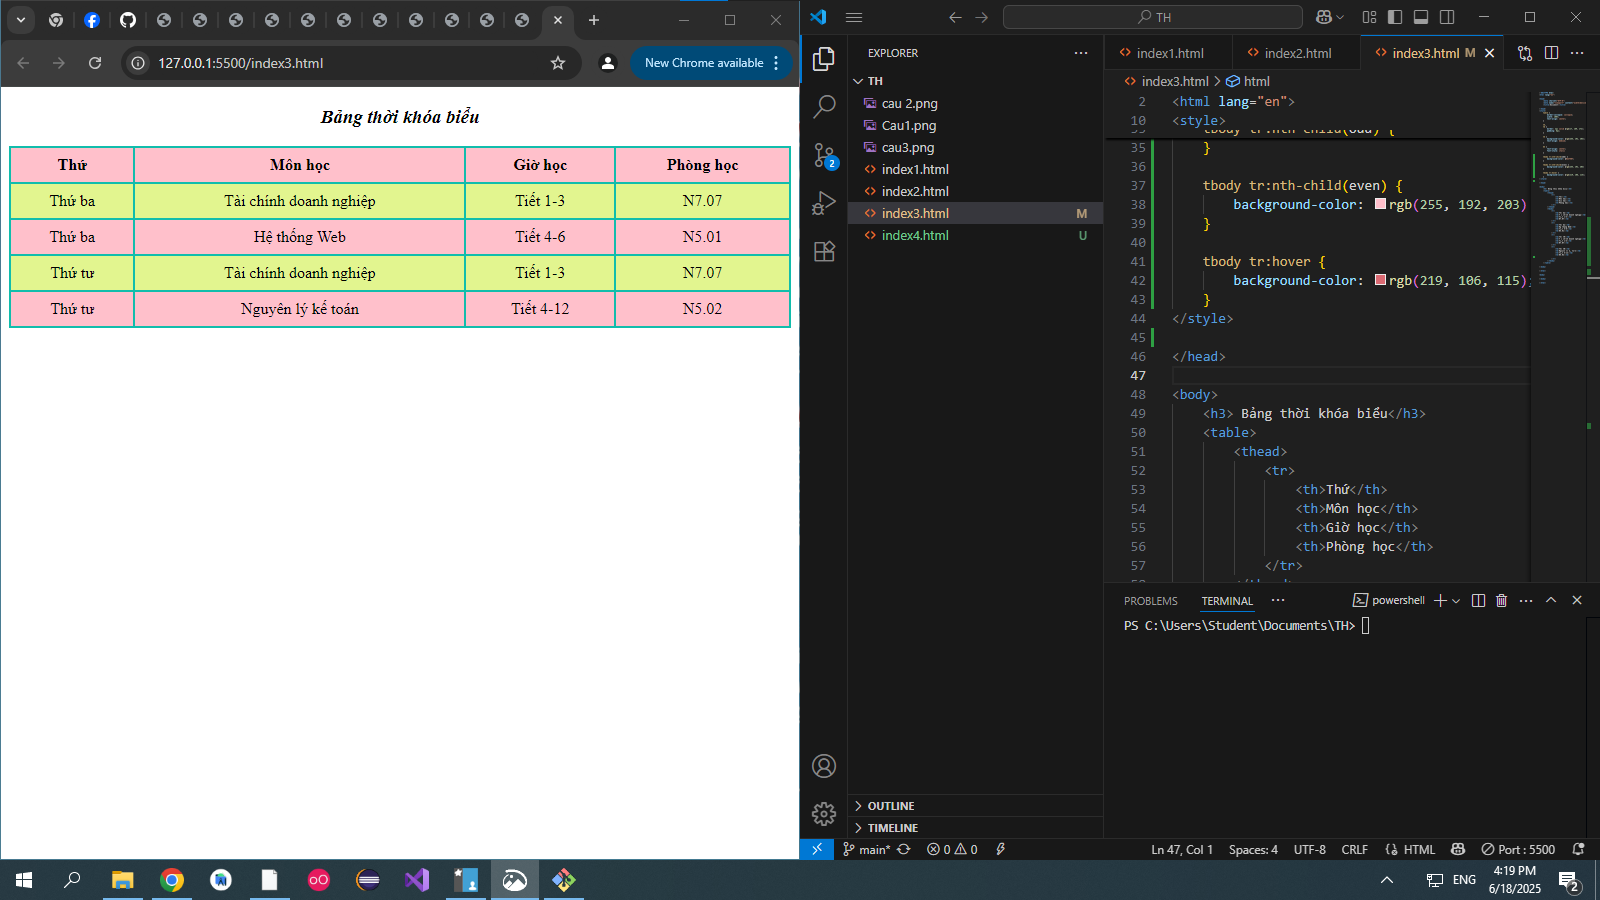 127.0.0.1:5500/index3.html
New Chrome available
Bảng thời khóa biểu
Thứ Môn học Giờ học Phòng học
Thứ ba Tài chính doanh nghiệp Tiết 1-3 N7.07
Thứ ba Hệ thống Web Tiết 4-6 N5.01
Thứ tư Tài chính doanh nghiệp Tiết 1-3 N7.07
Thứ tư Nguyên lý kế toán Tiết 4-12 N5.02
TH
EXPLORER
TH
cau 2.png
Cau1.png
cau3.png
index1.html
index2.html
index3.html M
index4.html U
2
OUTLINE
TIMELINE
index1.html index2.html index3.html M
index3.html > html
2 <html lang="en">
10 <style>
35 }
36
37 tbody tr:nth-child(even) {
38 background-color: rgb(255, 192, 203)
39 }
40
41 tbody tr:hover {
42 background-color: rgb(219, 106, 115);
43 }
44 </style>
45
46 </head>
47
48 <body>
49 <h3> Bảng thời khóa biểu</h3>
50 <table>
51 <thead>
52 <tr>
53 <th>Thứ</th>
54 <th>Môn học</th>
55 <th>Giờ học</th>
56 <th>Phòng học</th>
57 </tr>
PROBLEMS TERMINAL powershell
PS C:\Users\Student\Documents\TH>
main* 0 0 Ln 47, Col 1 Spaces: 4 UTF-8 CRLF HTML Port : 5500
ENG
4:19 PM
6/18/2025
2